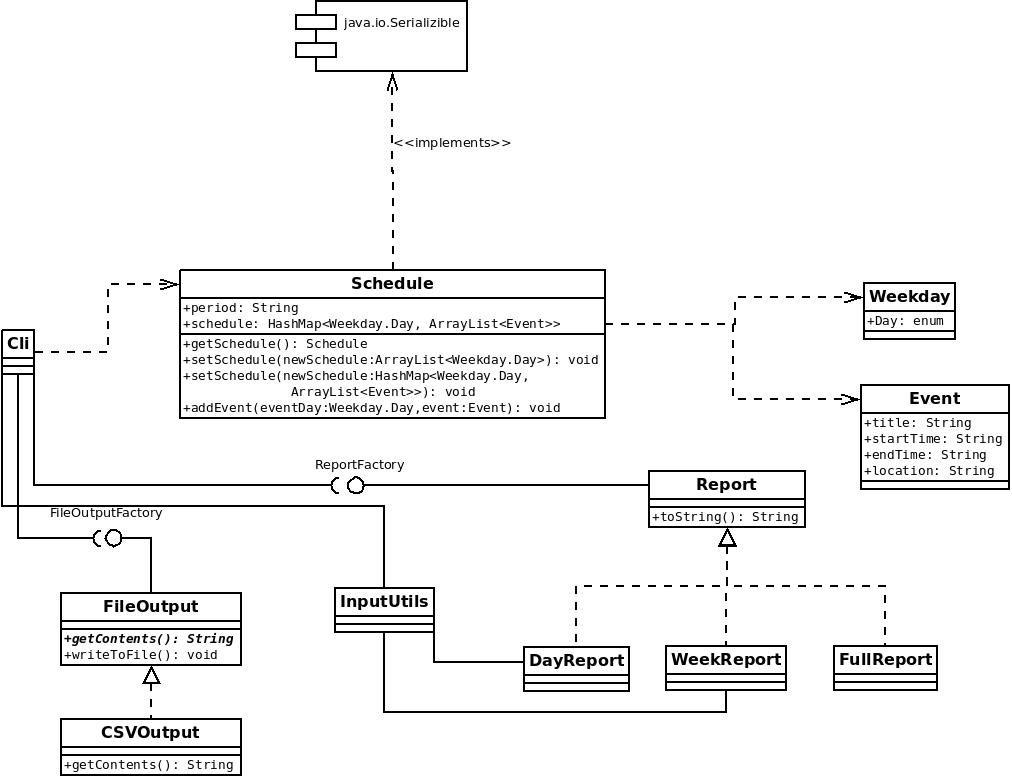 java.io.Serializible
<<implements>>
Schedule
+period: String
+schedule: HashMap<Weekday.Day, ArrayList<Event>>
+getSchedule(): Schedule
+setSchedule(newSchedule:ArrayList<Weekday.Day>): void
+setSchedule(newSchedule:HashMap<Weekday.Day,
ArrayList<Event>>): void
+addEvent(eventDay:Weekday.Day,event:Event): void
Weekday
+Day: enum
Cli
Event
+title: String
+startTime: String
+endTime: String
+location: String
ReportFactory
Report
+toString(): String
FileOutputFactory
FileOutput
+getContents(): String
+writeToFile(): void
InputUtils
DayReport
WeekReport
FullReport
CSVOutput
+getContents(): String